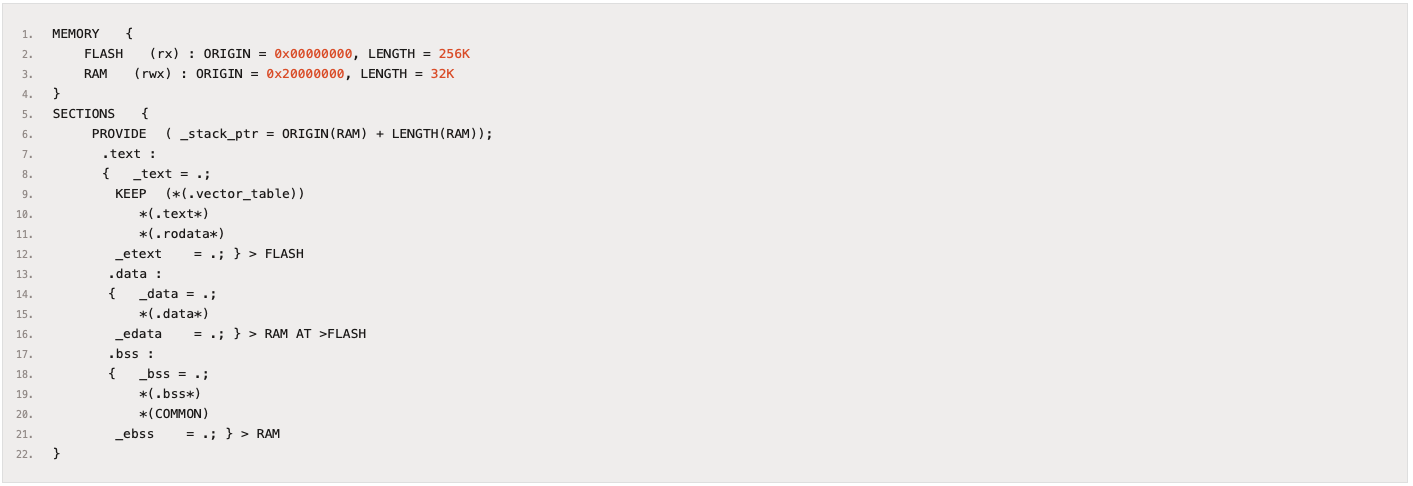 1. MEMORY {
2. FLASH (rx) : ORIGIN = 0x00000000, LENGTH = 256K
3. RAM (rwx) : ORIGIN = 0x20000000, LENGTH = 32K
4. }
5. SECTIONS {
6. PROVIDE ( _stack_ptr = ORIGIN(RAM) + LENGTH(RAM));
7. .text :
8. { _text = .;
9. KEEP (*(.vector_table))
10. *(.text*)
11. *(.rodata*)
12. _etext = .; } > FLASH
13. .data :
14. { _data = .;
15. *(.data*)
16. _edata = .; } > RAM AT >FLASH
17. .bss :
18. { _bss = .;
19. *(.bss*)
20. *(COMMON)
21. _ebss = .; } > RAM
22. }